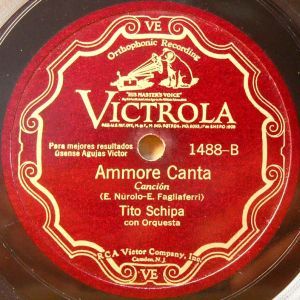 VE
Orthophonic Recording
"HIS MASTER'S VOICE"
VICTROLA
Para mejores resultados
úsense Agujas Victor
1488-B
Ammore Canta
Canción
(E. Nurolo-E. Fagliaferri)
Tito Schipa
con Orquesta
RCA Victor Company, Inc.
Camden, N.J.
VE